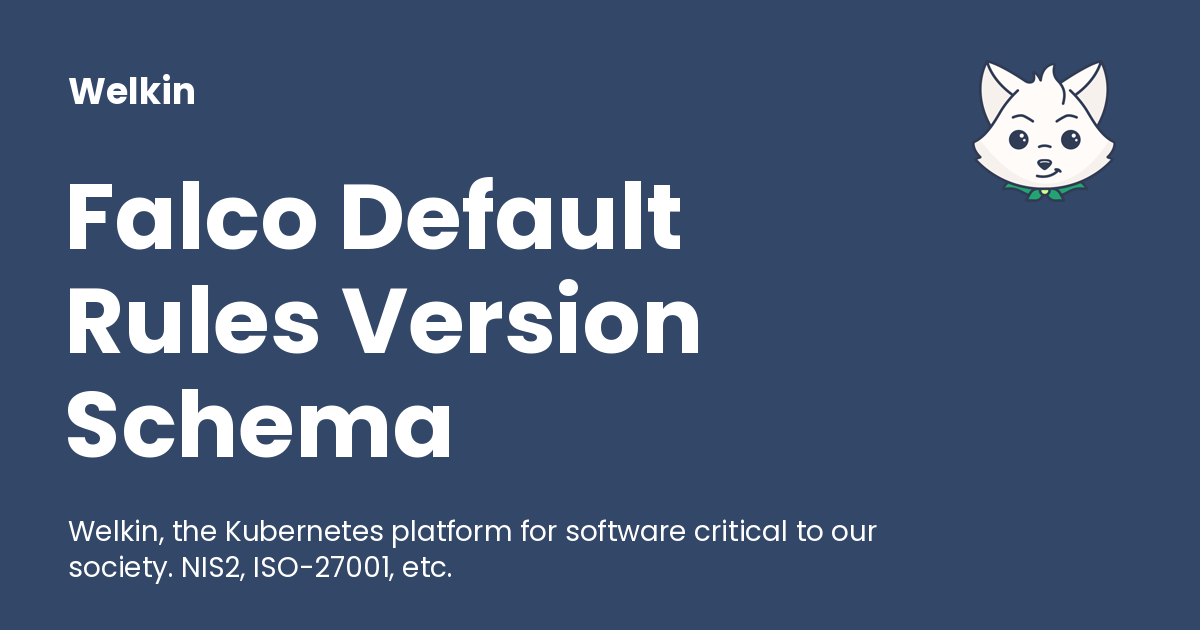 Welkin
Falco Default
Rules Version
Schema
Welkin, the Kubernetes platform for software critical to our
society. NIS2, ISO-27001, etc.